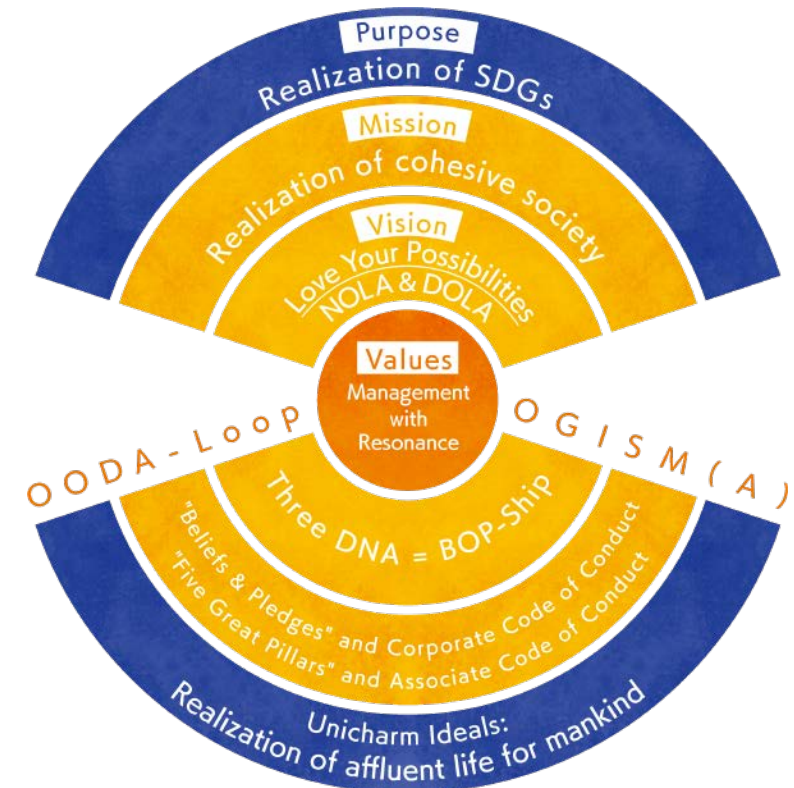 Purpose
Realization of SDGs
Mission
Realization of cohesive society
Vision
Love Your Possibilities
NOLA & DOLA
Values
Management
with
Resonance
OODA-Loop
OGISM(A)
Three DNA = BOP-Ship
"Beliefs & Pledges" and Corporate Code of Conduct
"Five Great Pillars" and Associate Code of Conduct
Unicharm Ideals:
Realization of affluent life for mankind